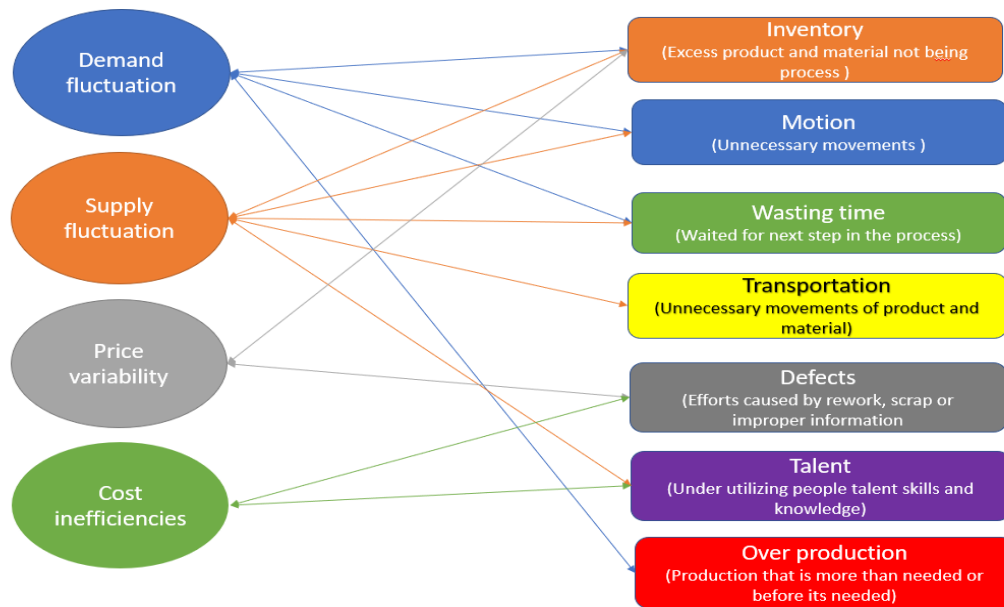 Demand
fluctuation
Supply
fluctuation
Price
variability
Cost
inefficiencies
Inventory
(Excess product and material not being
process )
Motion
(Unnecessary movements )
Wasting time
(Waited for next step in the process)
Transportation
(Unnecessary movements of product and
material)
Defects
(Efforts caused by rework, scrap or
improper information
Talent
(Under utilizing people talent skills and
knowledge)
Over production
(Production that is more than needed or
before its needed)